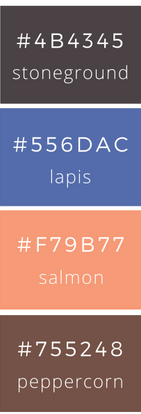 #4B4345
stoneground
#556DAC
lapis
#F79B77
salmon
#755248
peppercorn